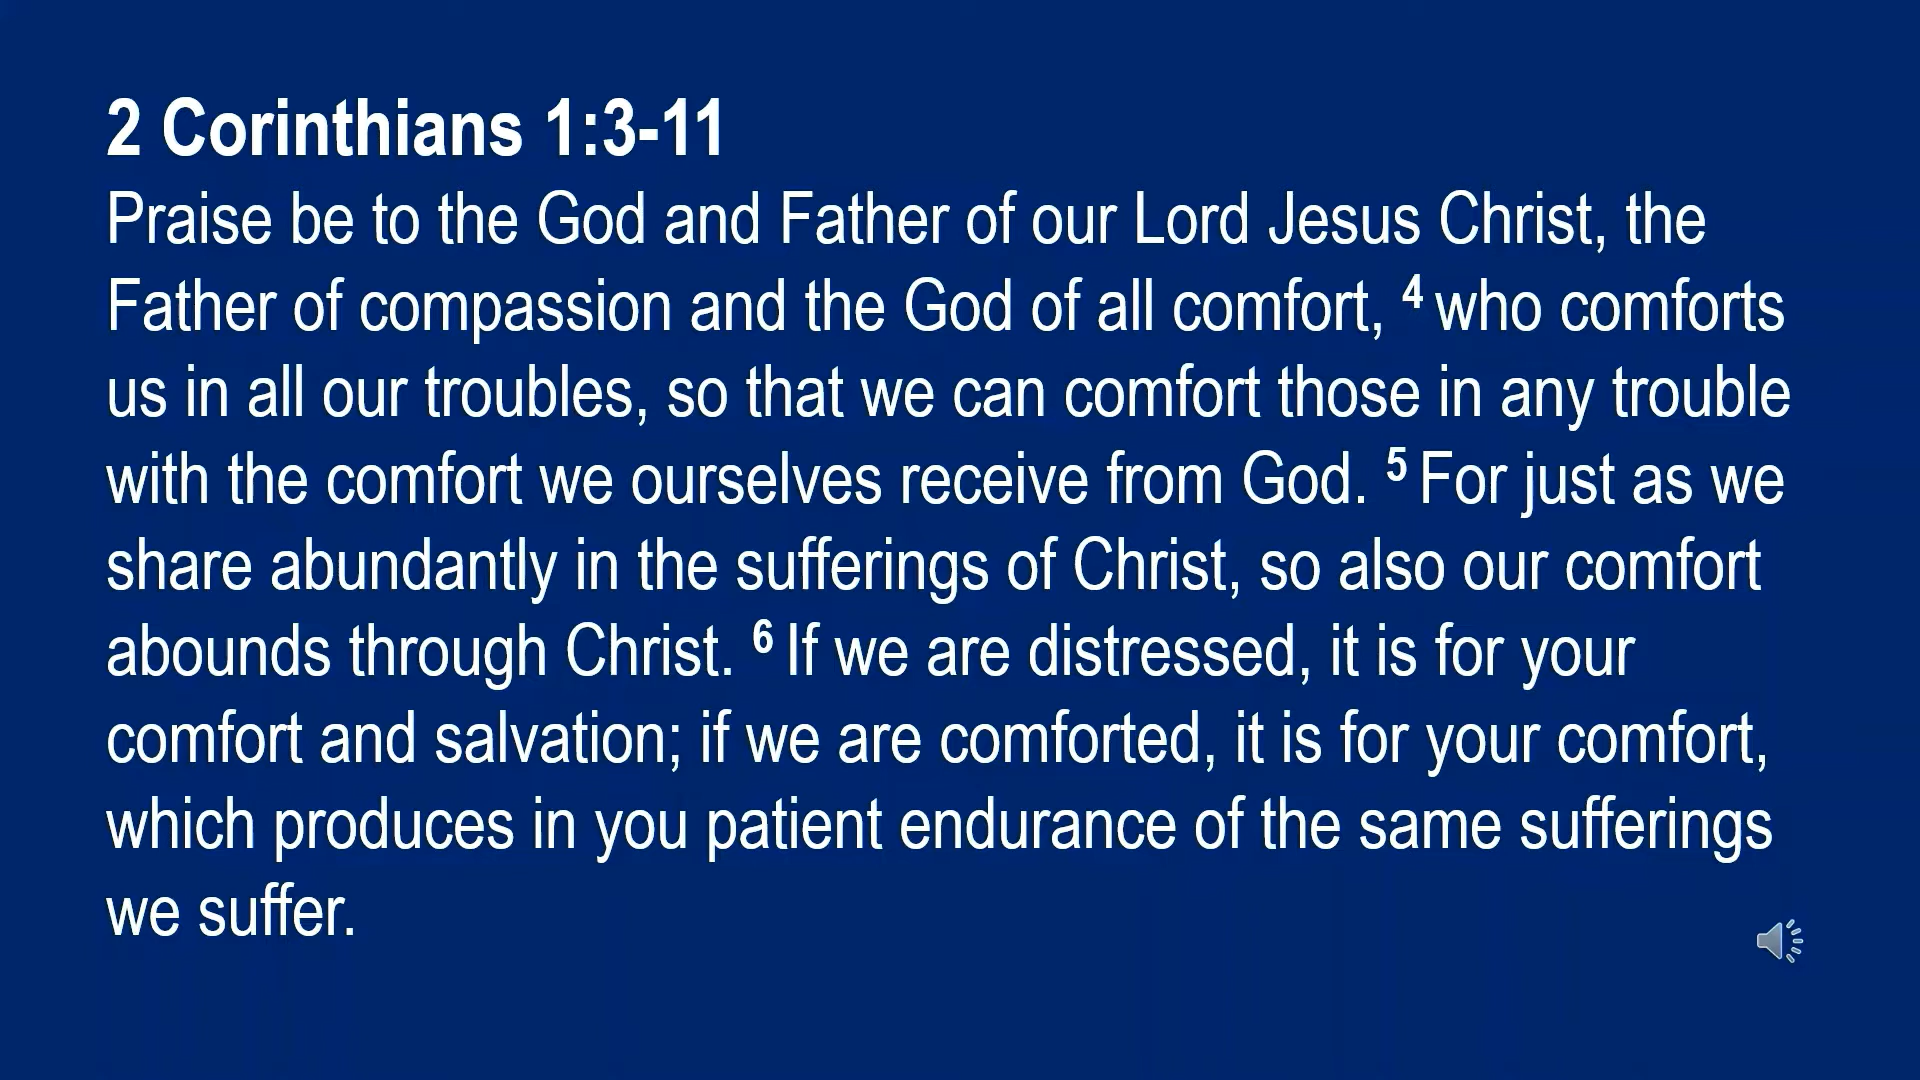 2 Corinthians 1:3-11
Praise be to the God and Father of our Lord Jesus Christ, the
Father of compassion and the God of all comfort, 4 who comforts
us in all our troubles, so that we can comfort those in any trouble
with the comfort we ourselves receive from God. 5 For just as we
share abundantly in the sufferings of Christ, so also our comfort
abounds through Christ. 6 If we are distressed, it is for your
comfort and salvation; if we are comforted, it is for your comfort,
which produces in you patient endurance of the same sufferings
we suffer.